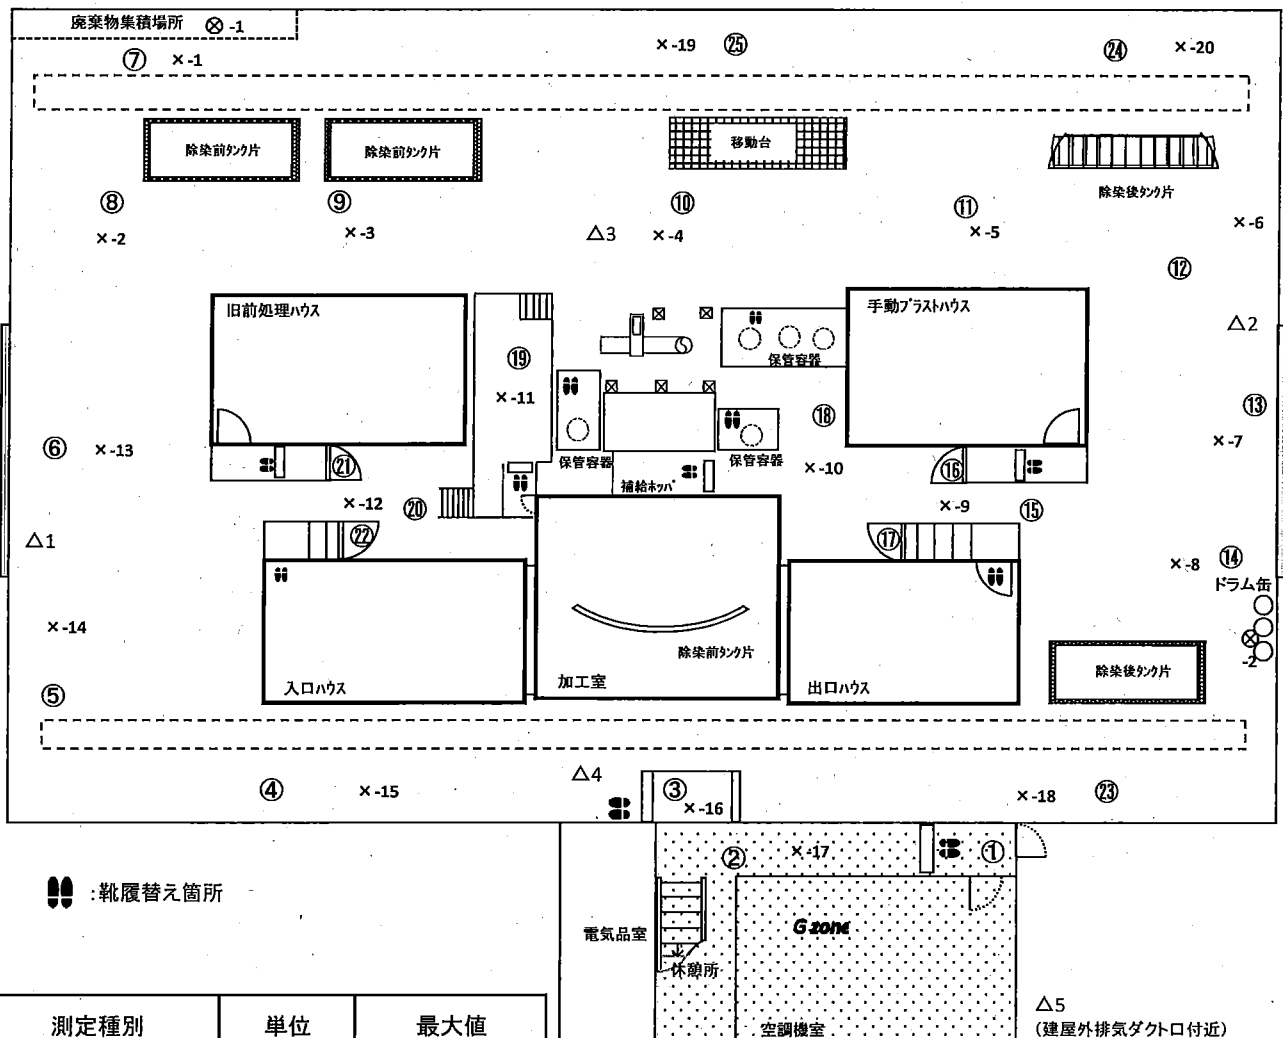 廃棄物集積場所 ⊗ -1
⑦ ×-1
×-19 ㉕
㉔ ×-20
除染前タンク片
除染前タンク片
移動台
除染後タンク片
⑧
⑨
⑩
⑪
×-2
×-3
△3 ×-4
×-5
×-6
⑫
旧前処理ハウス
手動ブラストハウス
△2
⑲
保管容器
×-11
⑱
⑬
×-7
⑥ ×-13
㉑
保管容器
保管容器
×-10
⑯
補給ホッパ
×-12 ⑳
×-9 ⑮
△1
㉒
⑰
×-8 ⑭
ドラム缶
×-14
⊗
-2
除染前タンク片
除染後タンク片
入口ハウス
加工室
出口ハウス
⑤
④ ×-15
△4
③
×-16
×-18 ㉓
② ×-17
①
:靴履替え箇所
電気品室
G zone
休憩所
測定種別 単位 最大値
空調機室
△5
(建屋外排気ダクト口付近)